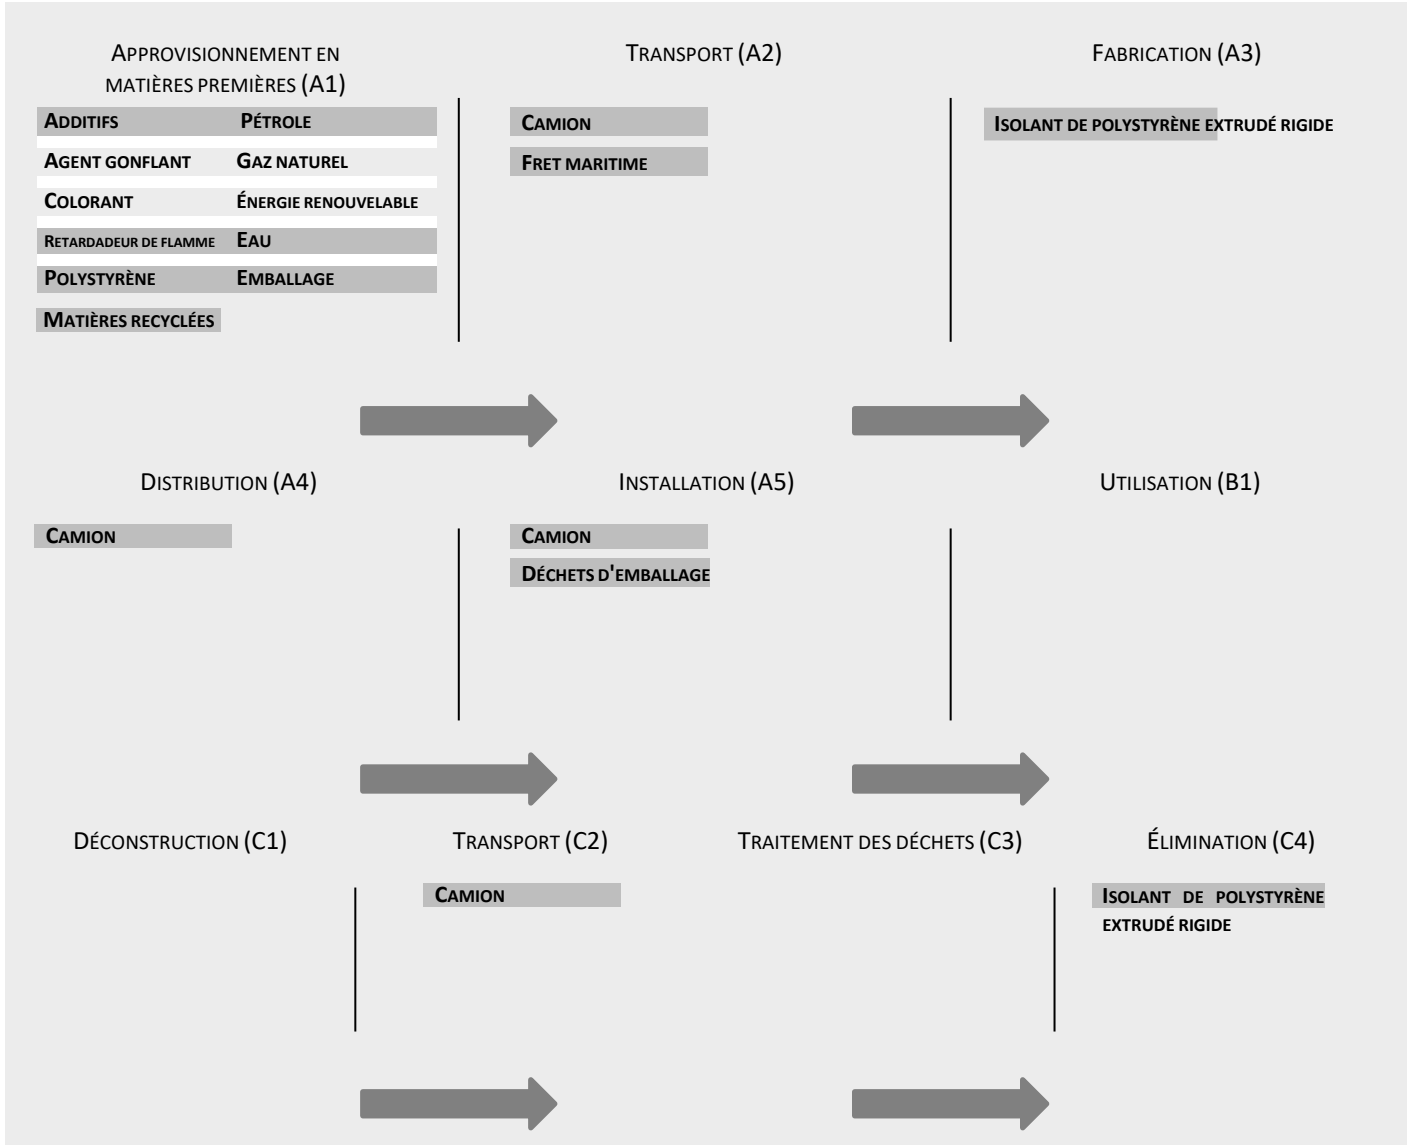 APPROVISIONNEMENT EN
MATIÈRES PREMIÈRES (A1)
ADDITIFS PÉTROLE
AGENT GONFLANT GAZ NATUREL
COLORANT ÉNERGIE RENOUVELABLE
RETARDADEUR DE FLAMME EAU
POLYSTYRÈNE EMBALLAGE
MATIÈRES RECYCLÉES
TRANSPORT (A2)
CAMION
FRET MARITIME
FABRICATION (A3)
ISOLANT DE POLYSTYRÈNE EXTRUDÉ RIGIDE
DISTRIBUTION (A4)
CAMION
INSTALLATION (A5)
CAMION
DÉCHETS D'EMBALLAGE
UTILISATION (B1)
DÉCONSTRUCTION (C1)
TRANSPORT (C2)
CAMION
TRAITEMENT DES DÉCHETS (C3)
ÉLIMINATION (C4)
ISOLANT DE POLYSTYRÈNE
EXTRUDÉ RIGIDE